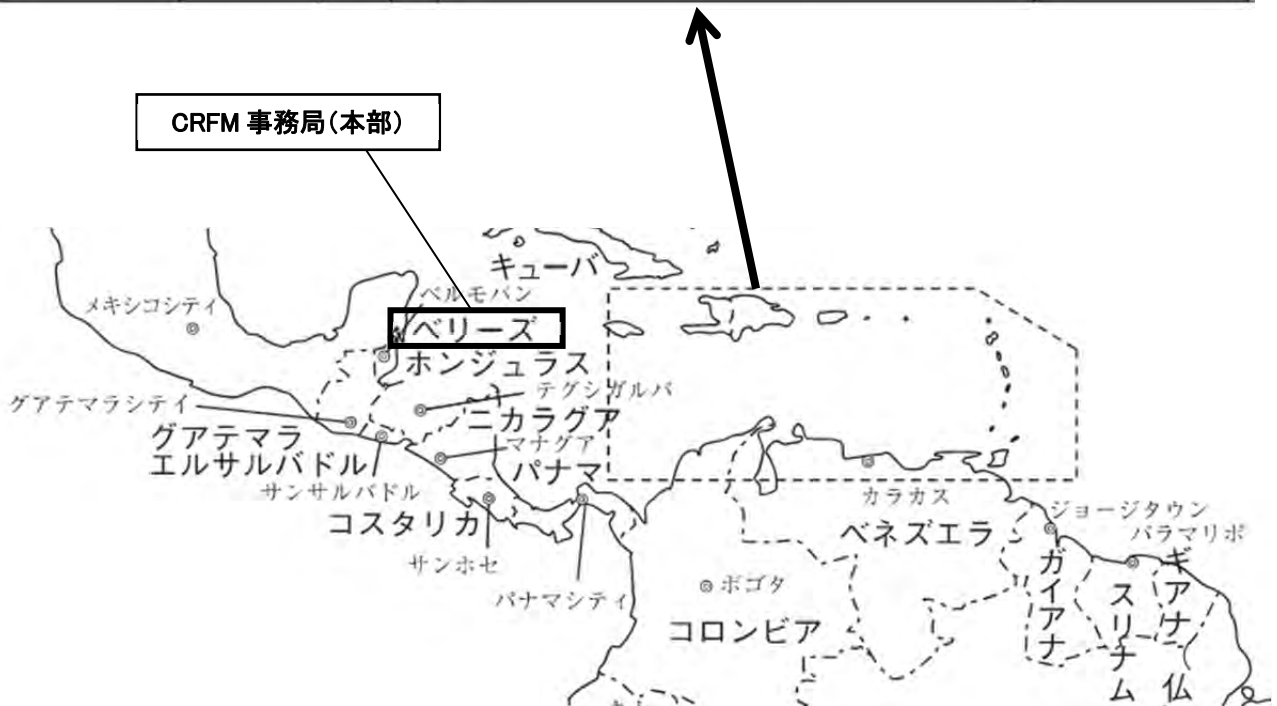 CRFM 事務局（本部）
キューバ
ベルモパン
メキシコシティ
ベリーズ
ホンジュラス
テグシガルパ
グアテマラシティ
ニカラグア
グアテマラ
マナグア
エルサルバドル
パナマ
サンサルバドル
カラカス
コスタリカ
ジョージタウン
ベネズエラ
パラマリボ
サンホセ
ガイアナ
スリナム
ギアナ
仏
ボゴタ
パナマシティ
コロンビア